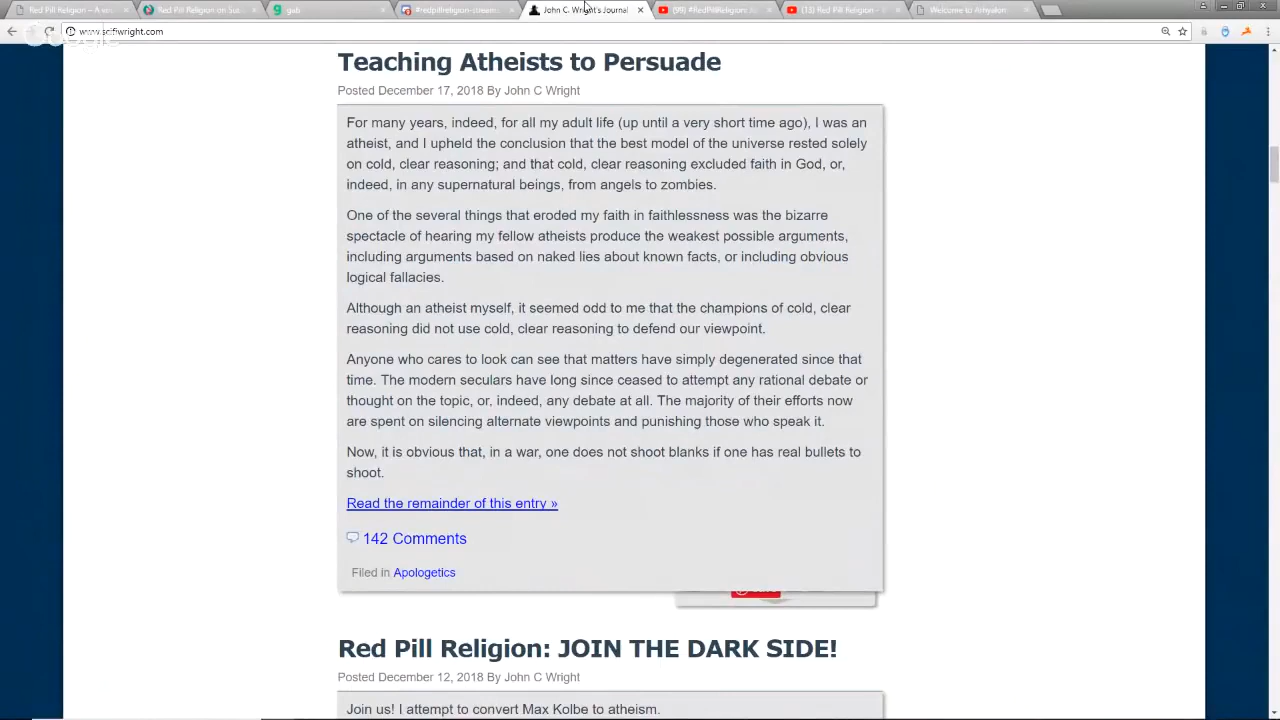 Red Pill Religion – A wo
Red Pill Religion on Sub
gab
#redpillreligion-stream
John C. Wright's Journal
(98) #RedPillReligion J
(13) Red Pill Religion -
Welcome to Arhyalon
www.scifiwright.com
Teaching Atheists to Persuade
Posted December 17, 2018 By John C Wright
For many years, indeed, for all my adult life (up until a very short time ago), I was an
atheist, and I upheld the conclusion that the best model of the universe rested solely
on cold, clear reasoning; and that cold, clear reasoning excluded faith in God, or,
indeed, in any supernatural beings, from angels to zombies.
One of the several things that eroded my faith in faithlessness was the bizarre
spectacle of hearing my fellow atheists produce the weakest possible arguments,
including arguments based on naked lies about known facts, or including obvious
logical fallacies.
Although an atheist myself, it seemed odd to me that the champions of cold, clear
reasoning did not use cold, clear reasoning to defend our viewpoint.
Anyone who cares to look can see that matters have simply degenerated since that
time. The modern seculars have long since ceased to attempt any rational debate or
thought on the topic, or, indeed, any debate at all. The majority of their efforts now
are spent on silencing alternate viewpoints and punishing those who speak it.
Now, it is obvious that, in a war, one does not shoot blanks if one has real bullets to
shoot.
Read the remainder of this entry »
142 Comments
Filed in Apologetics
Red Pill Religion: JOIN THE DARK SIDE!
Posted December 12, 2018 By John C Wright
Join us! I attempt to convert Max Kolbe to atheism.